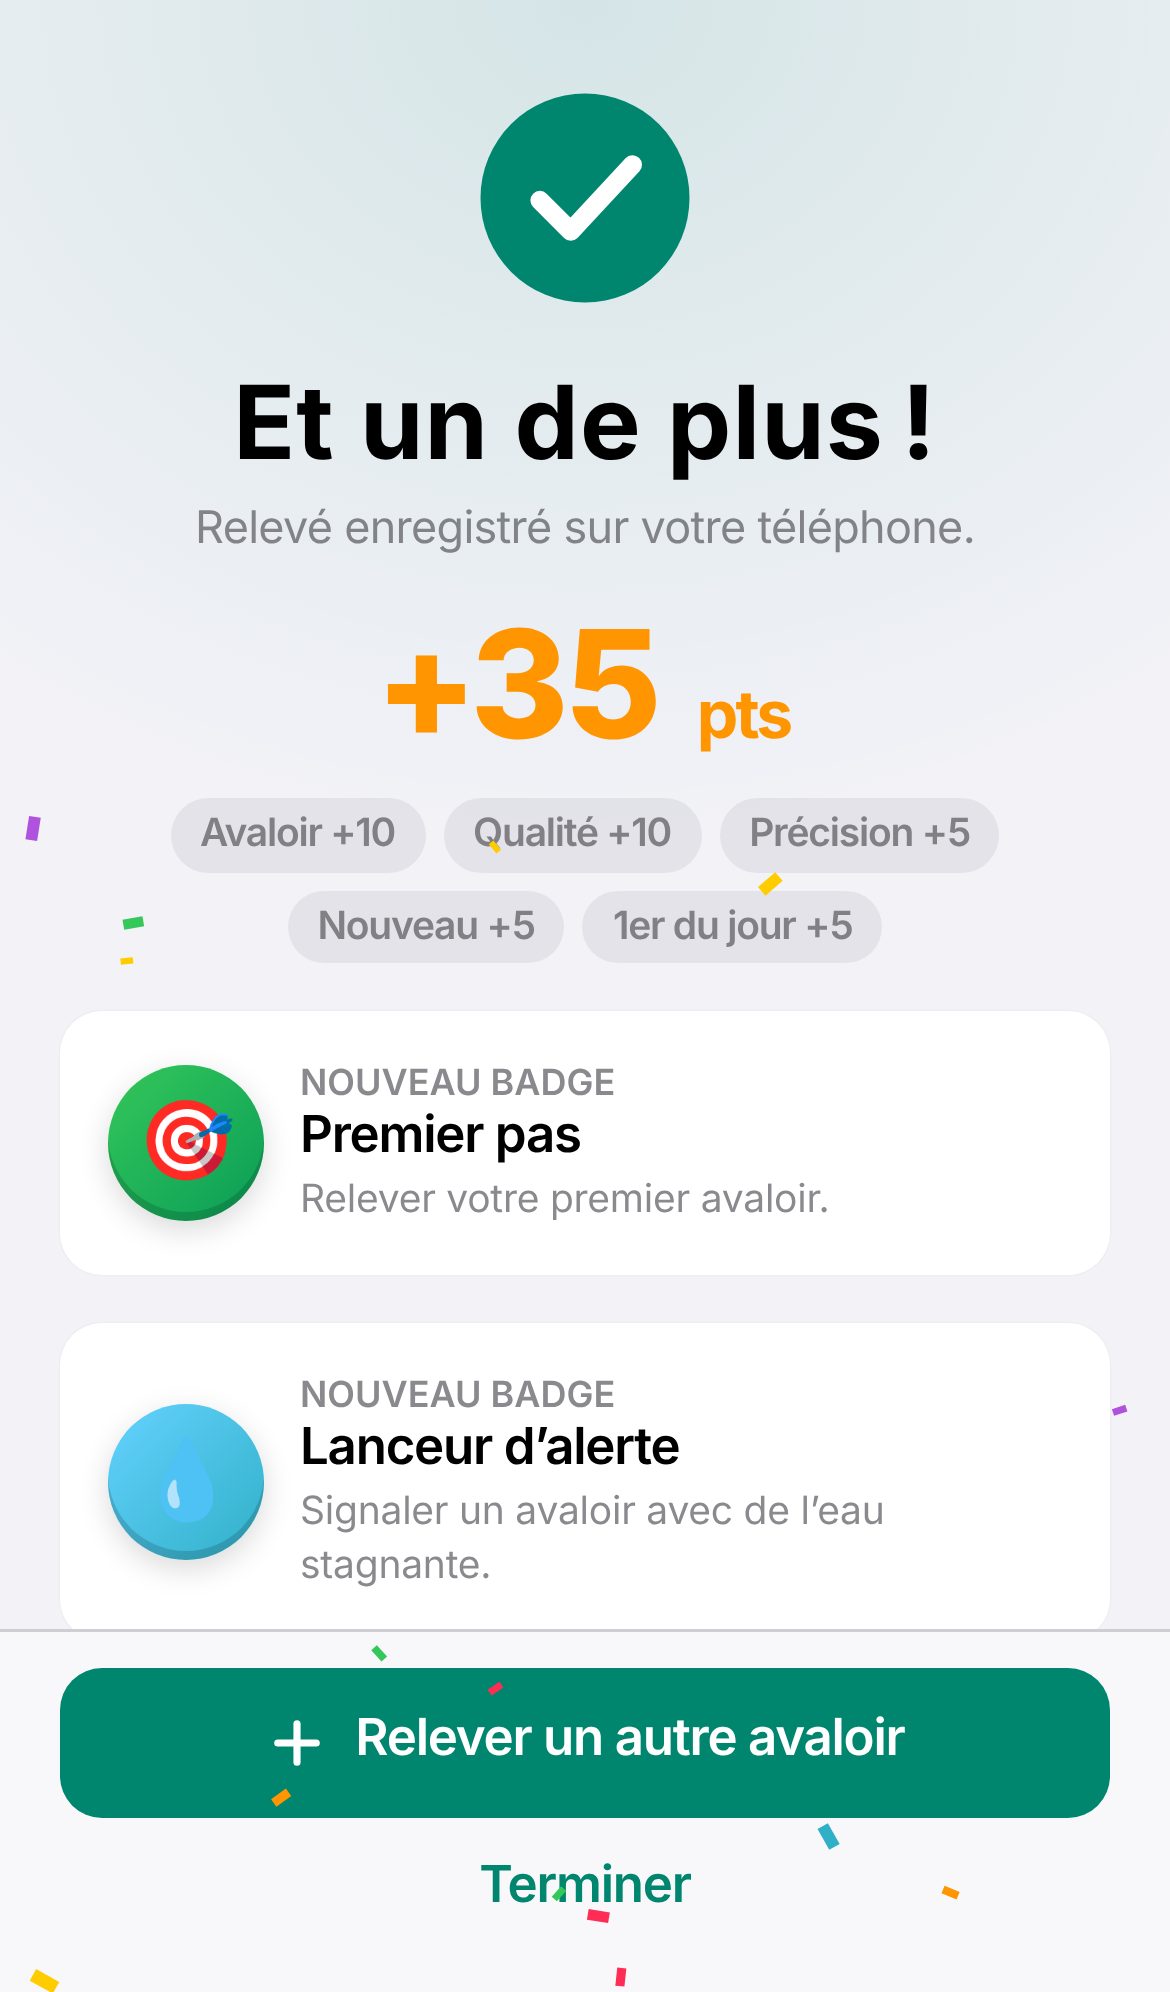 Et un de plus !
Relevé enregistré sur votre téléphone.
+35 pts
Avaloir +10 Qualité +10 Précision +5
Nouveau +5 1er du jour +5
NOUVEAU BADGE
Premier pas
Relever votre premier avaloir.
NOUVEAU BADGE
Lanceur d’alerte
Signaler un avaloir avec de l’eau
stagnante.
+ Relever un autre avaloir
Terminer